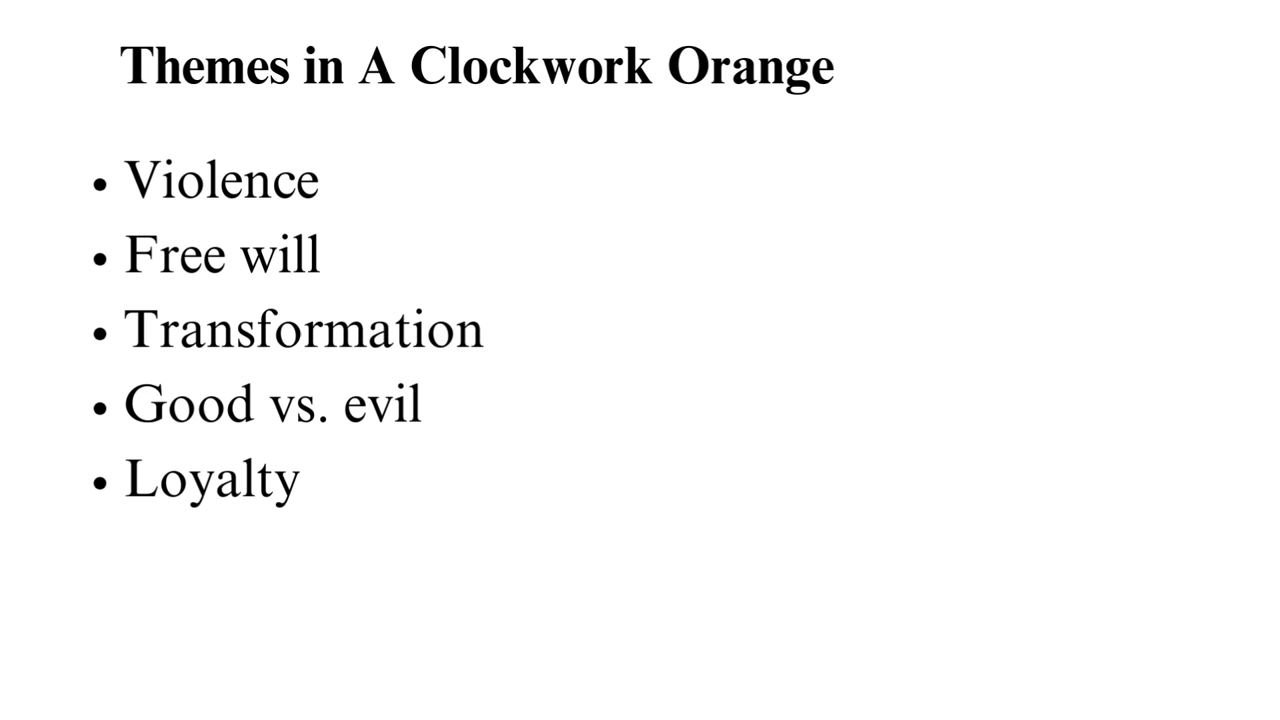 Themes in A Clockwork Orange
• Violence
• Free will
• Transformation
• Good vs. evil
• Loyalty